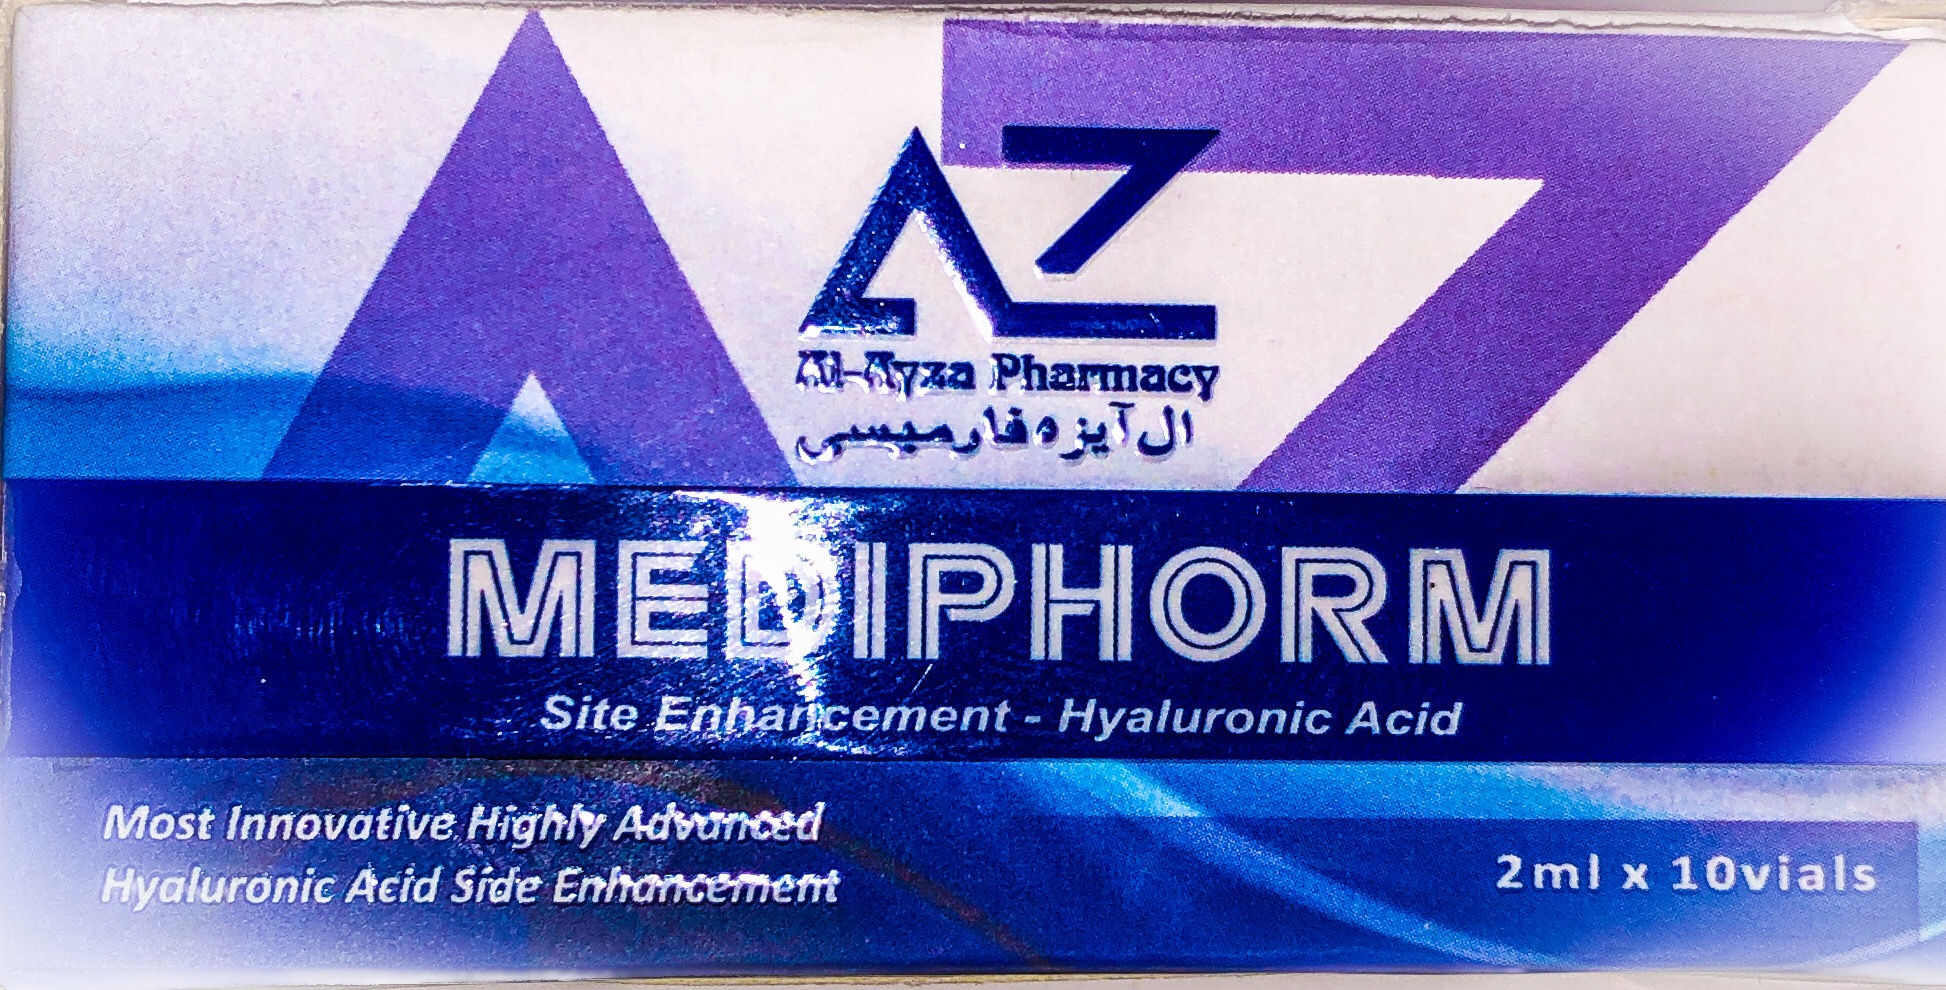 AZ
AZ
Al-Ayza Pharmacy
ال آیزہ فارمیسی
MEDIPHORM
Site Enhancement - Hyaluronic Acid
Most Innovative Highly Advanced
Hyaluronic Acid Side Enhancement
2ml x 10vials